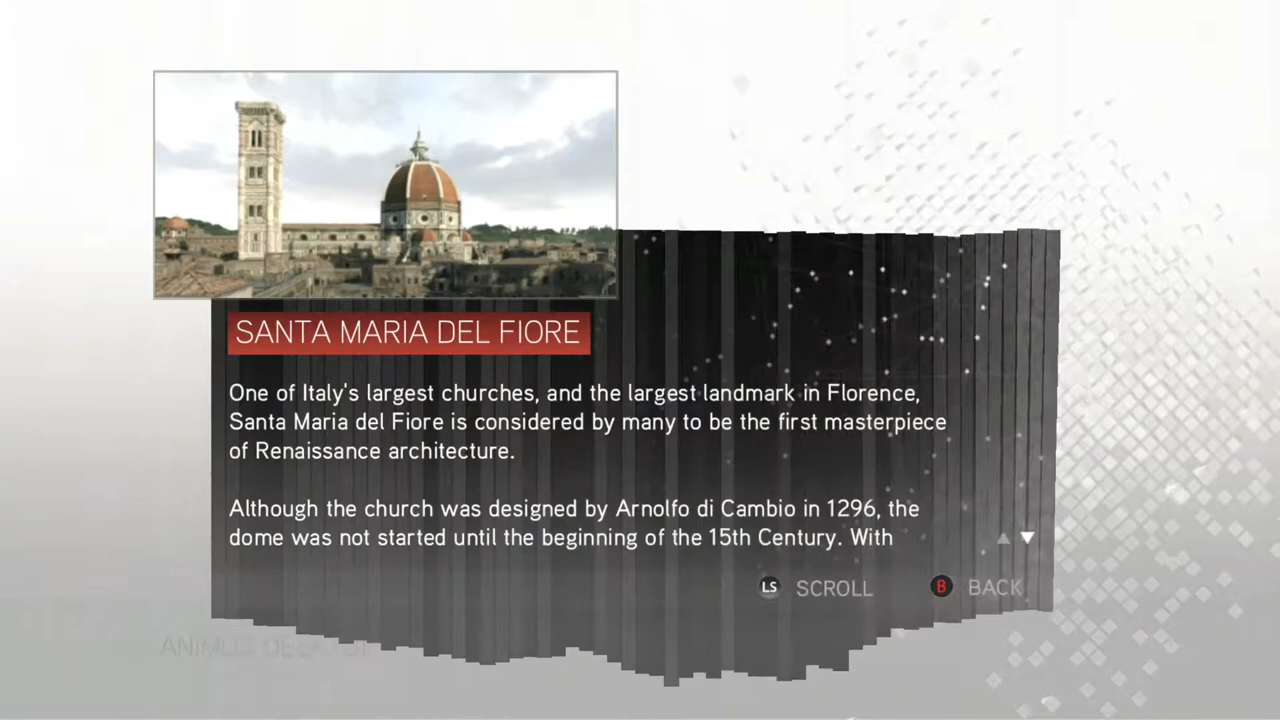 SANTA MARIA DEL FIORE
One of Italy's largest churches, and the largest landmark in Florence,
Santa Maria del Fiore is considered by many to be the first masterpiece
of Renaissance architecture.
Although the church was designed by Arnolfo di Cambio in 1296, the
dome was not started until the beginning of the 15th Century. With
LS SCROLL B BACK
ANIMUS